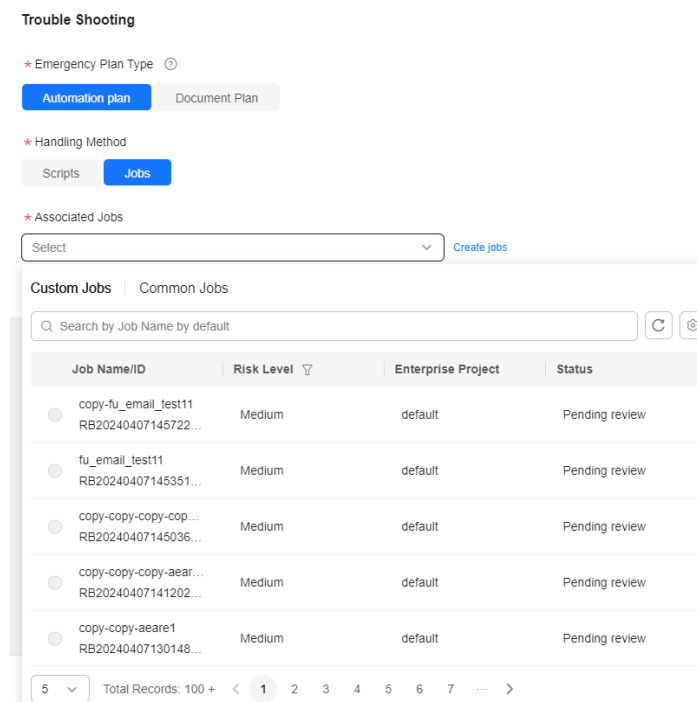 Trouble Shooting
* Emergency Plan Type ?
Automation plan Document Plan
* Handling Method
Scripts Jobs
* Associated Jobs
Select Create jobs
Custom Jobs Common Jobs
Search by Job Name by default
Job Name/ID Risk Level Enterprise Project Status
copy-fu_email_test11
RB20240407145722... Medium default Pending review
fu_email_test11
RB20240407145351... Medium default Pending review
copy-copy-copy-cop...
RB20240407145036... Medium default Pending review
copy-copy-copy-aear...
RB20240407141202... Medium default Pending review
copy-copy-aeare1
RB20240407130148... Medium default Pending review
5 Total Records: 100 + < 1 2 3 4 5 6 7 ... >